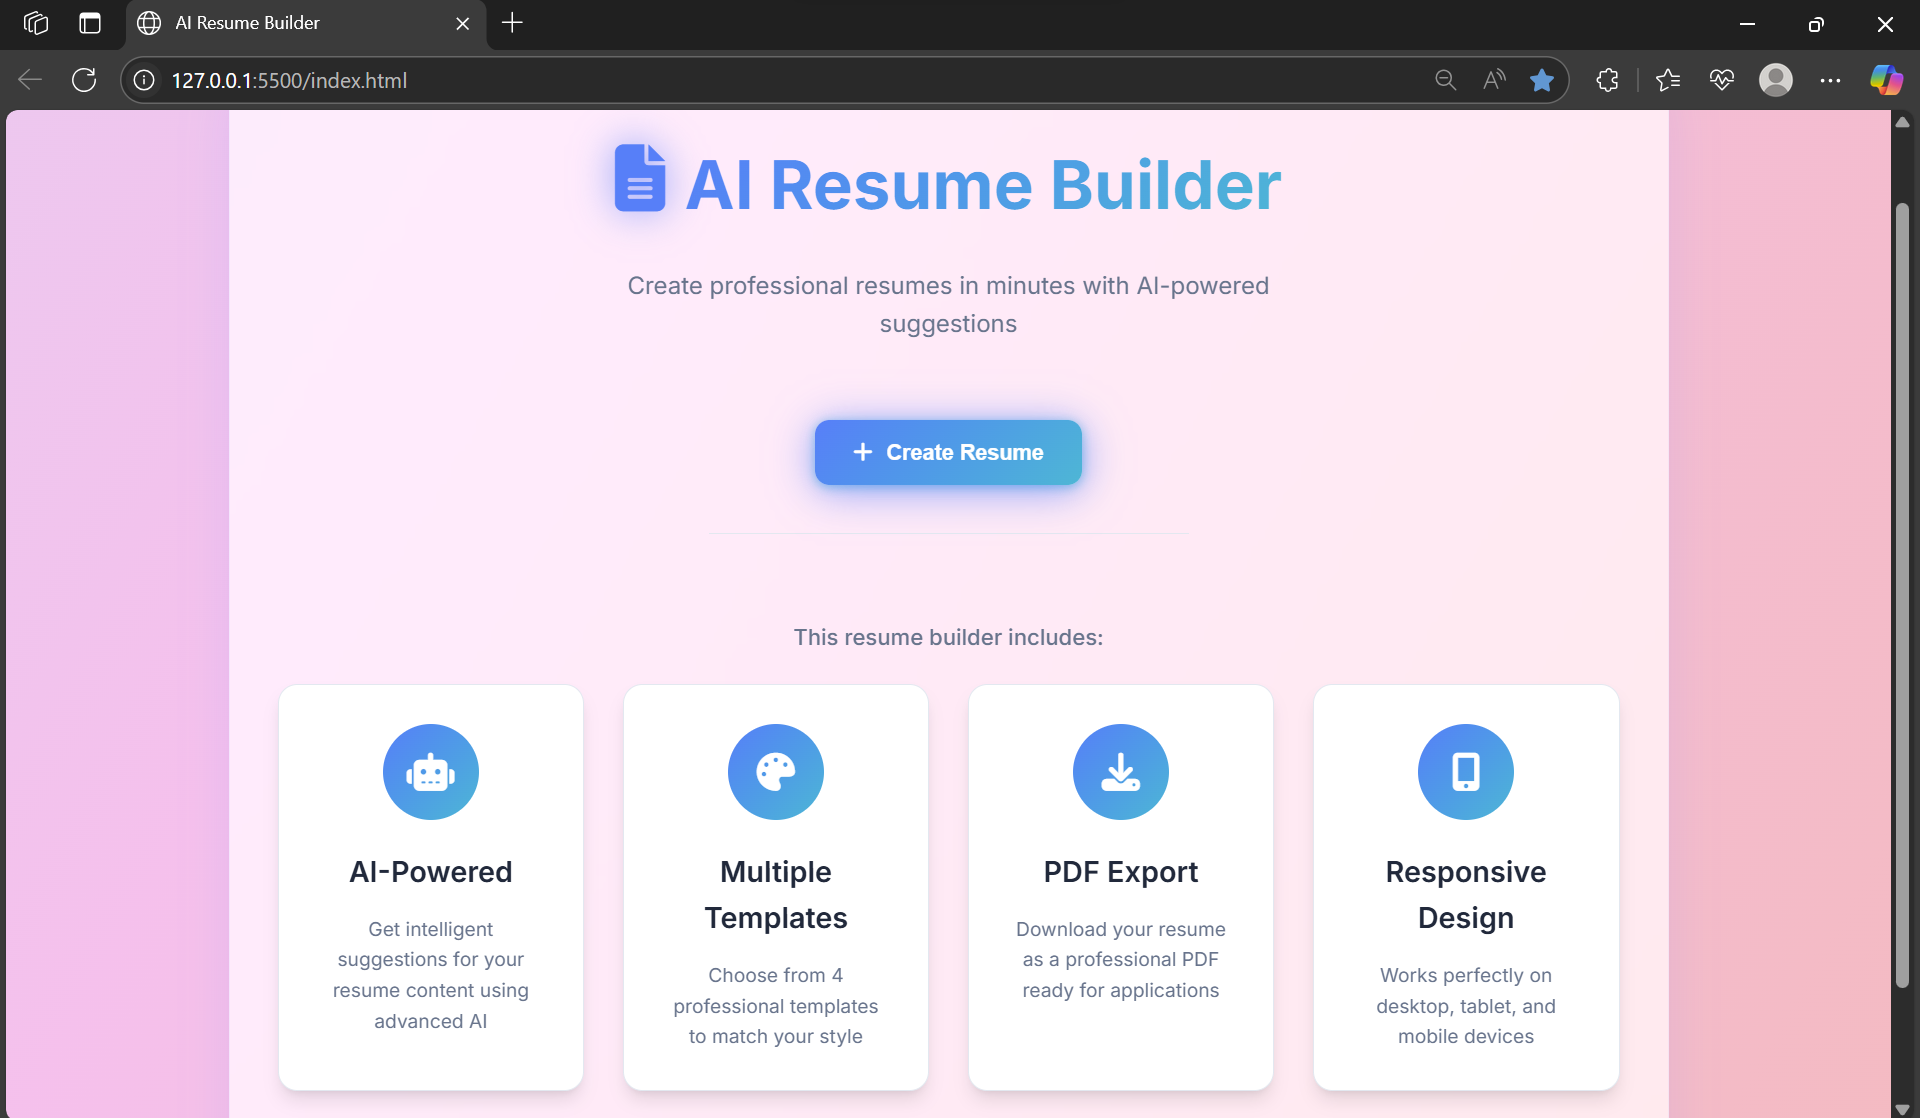 AI Resume Builder
127.0.0.1:5500/index.html
AI Resume Builder
Create professional resumes in minutes with AI-powered
suggestions
+ Create Resume
This resume builder includes:
AI-Powered
Get intelligent
suggestions for your
resume content using
advanced AI
Multiple
Templates
Choose from 4
professional templates
to match your style
PDF Export
Download your resume
as a professional PDF
ready for applications
Responsive
Design
Works perfectly on
desktop, tablet, and
mobile devices